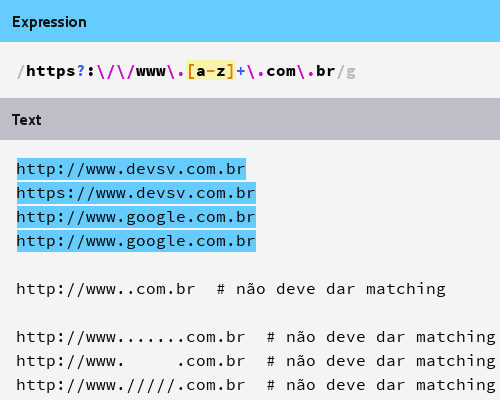 Expression
/https?:\/\/www\.[a-z]+\.com\.br/g
Text
http://www.devsv.com.br
https://www.devsv.com.br
http://www.google.com.br
http://www.google.com.br
http://www..com.br  # não deve dar matching
http://www.......com.br  # não deve dar matching
http://www.     .com.br  # não deve dar matching
http://www./////.com.br  # não deve dar matching